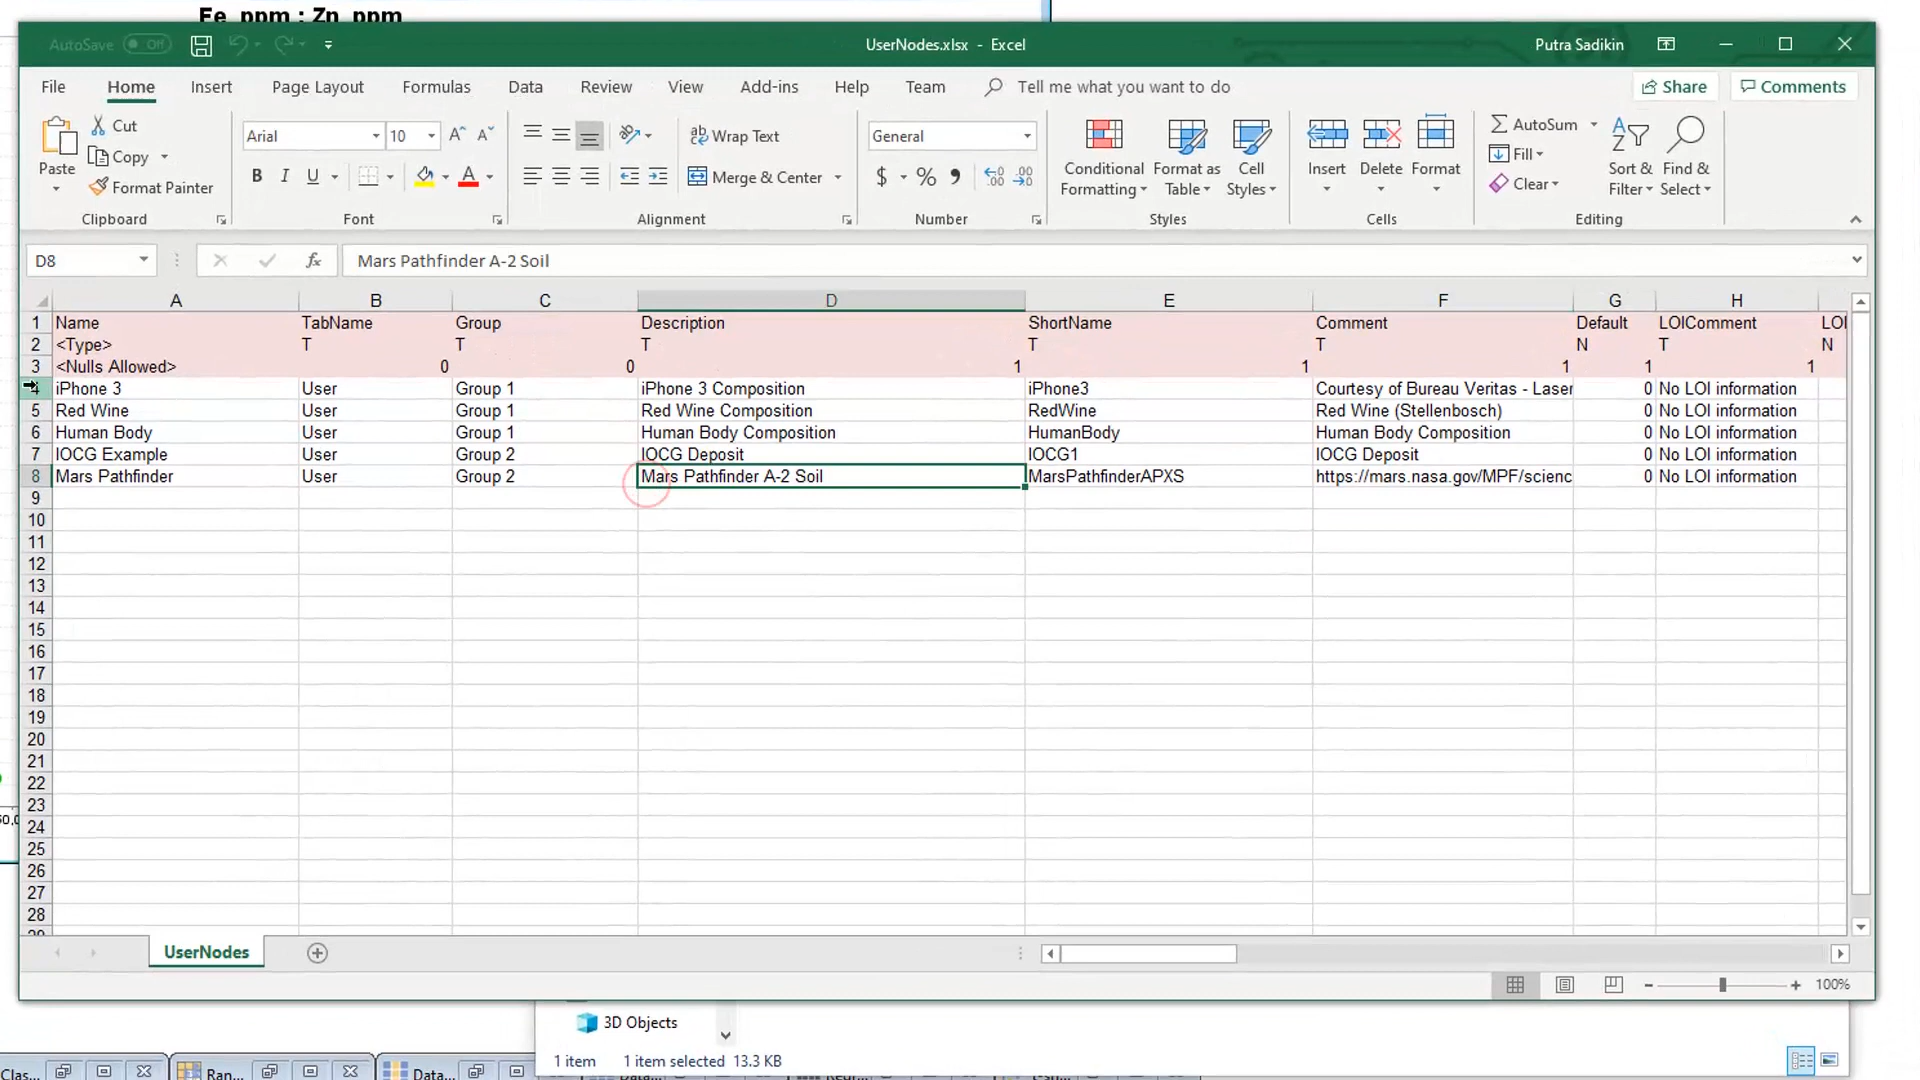 Fe_ppm : Zn_ppm
AutoSave Off UserNodes.xlsx - Excel Putra Sadikin
File Home Insert Page Layout Formulas Data Review View Add-ins Help Team Tell me what you want to do Share Comments
Paste Cut Copy Format Painter
Arial 10
B I U A
Wrap Text
Merge & Center
General
$ % ,
Conditional Formatting
Format as Table
Cell Styles
Insert Delete Format
AutoSum
Fill
Clear
Sort & Filter
Find & Select
Clipboard Font Alignment Number Styles Cells Editing
D8 fx Mars Pathfinder A-2 Soil
A B C D E F G H
1 Name TabName Group Description ShortName Comment Default LOIComment LOI
2 <Type> T T T T T N T N
3 <Nulls Allowed> 0 0 1 1 1 1 1
4 iPhone 3 User Group 1 iPhone 3 Composition iPhone3 Courtesy of Bureau Veritas - Laser 0 No LOI information
5 Red Wine User Group 1 Red Wine Composition RedWine Red Wine (Stellenbosch) 0 No LOI information
6 Human Body User Group 1 Human Body Composition HumanBody Human Body Composition 0 No LOI information
7 IOCG Example User Group 2 IOCG Deposit IOCG1 IOCG Deposit 0 No LOI information
8 Mars Pathfinder User Group 2 Mars Pathfinder A-2 Soil MarsPathfinderAPXS https://mars.nasa.gov/MPF/scienc 0 No LOI information
9
10
11
12
13
14
15
16
17
18
19
20
21
22
23
24
25
26
27
28
UserNodes
100%
3D Objects
1 item 1 item selected 13.3 KB
Clas... Ran... Data...